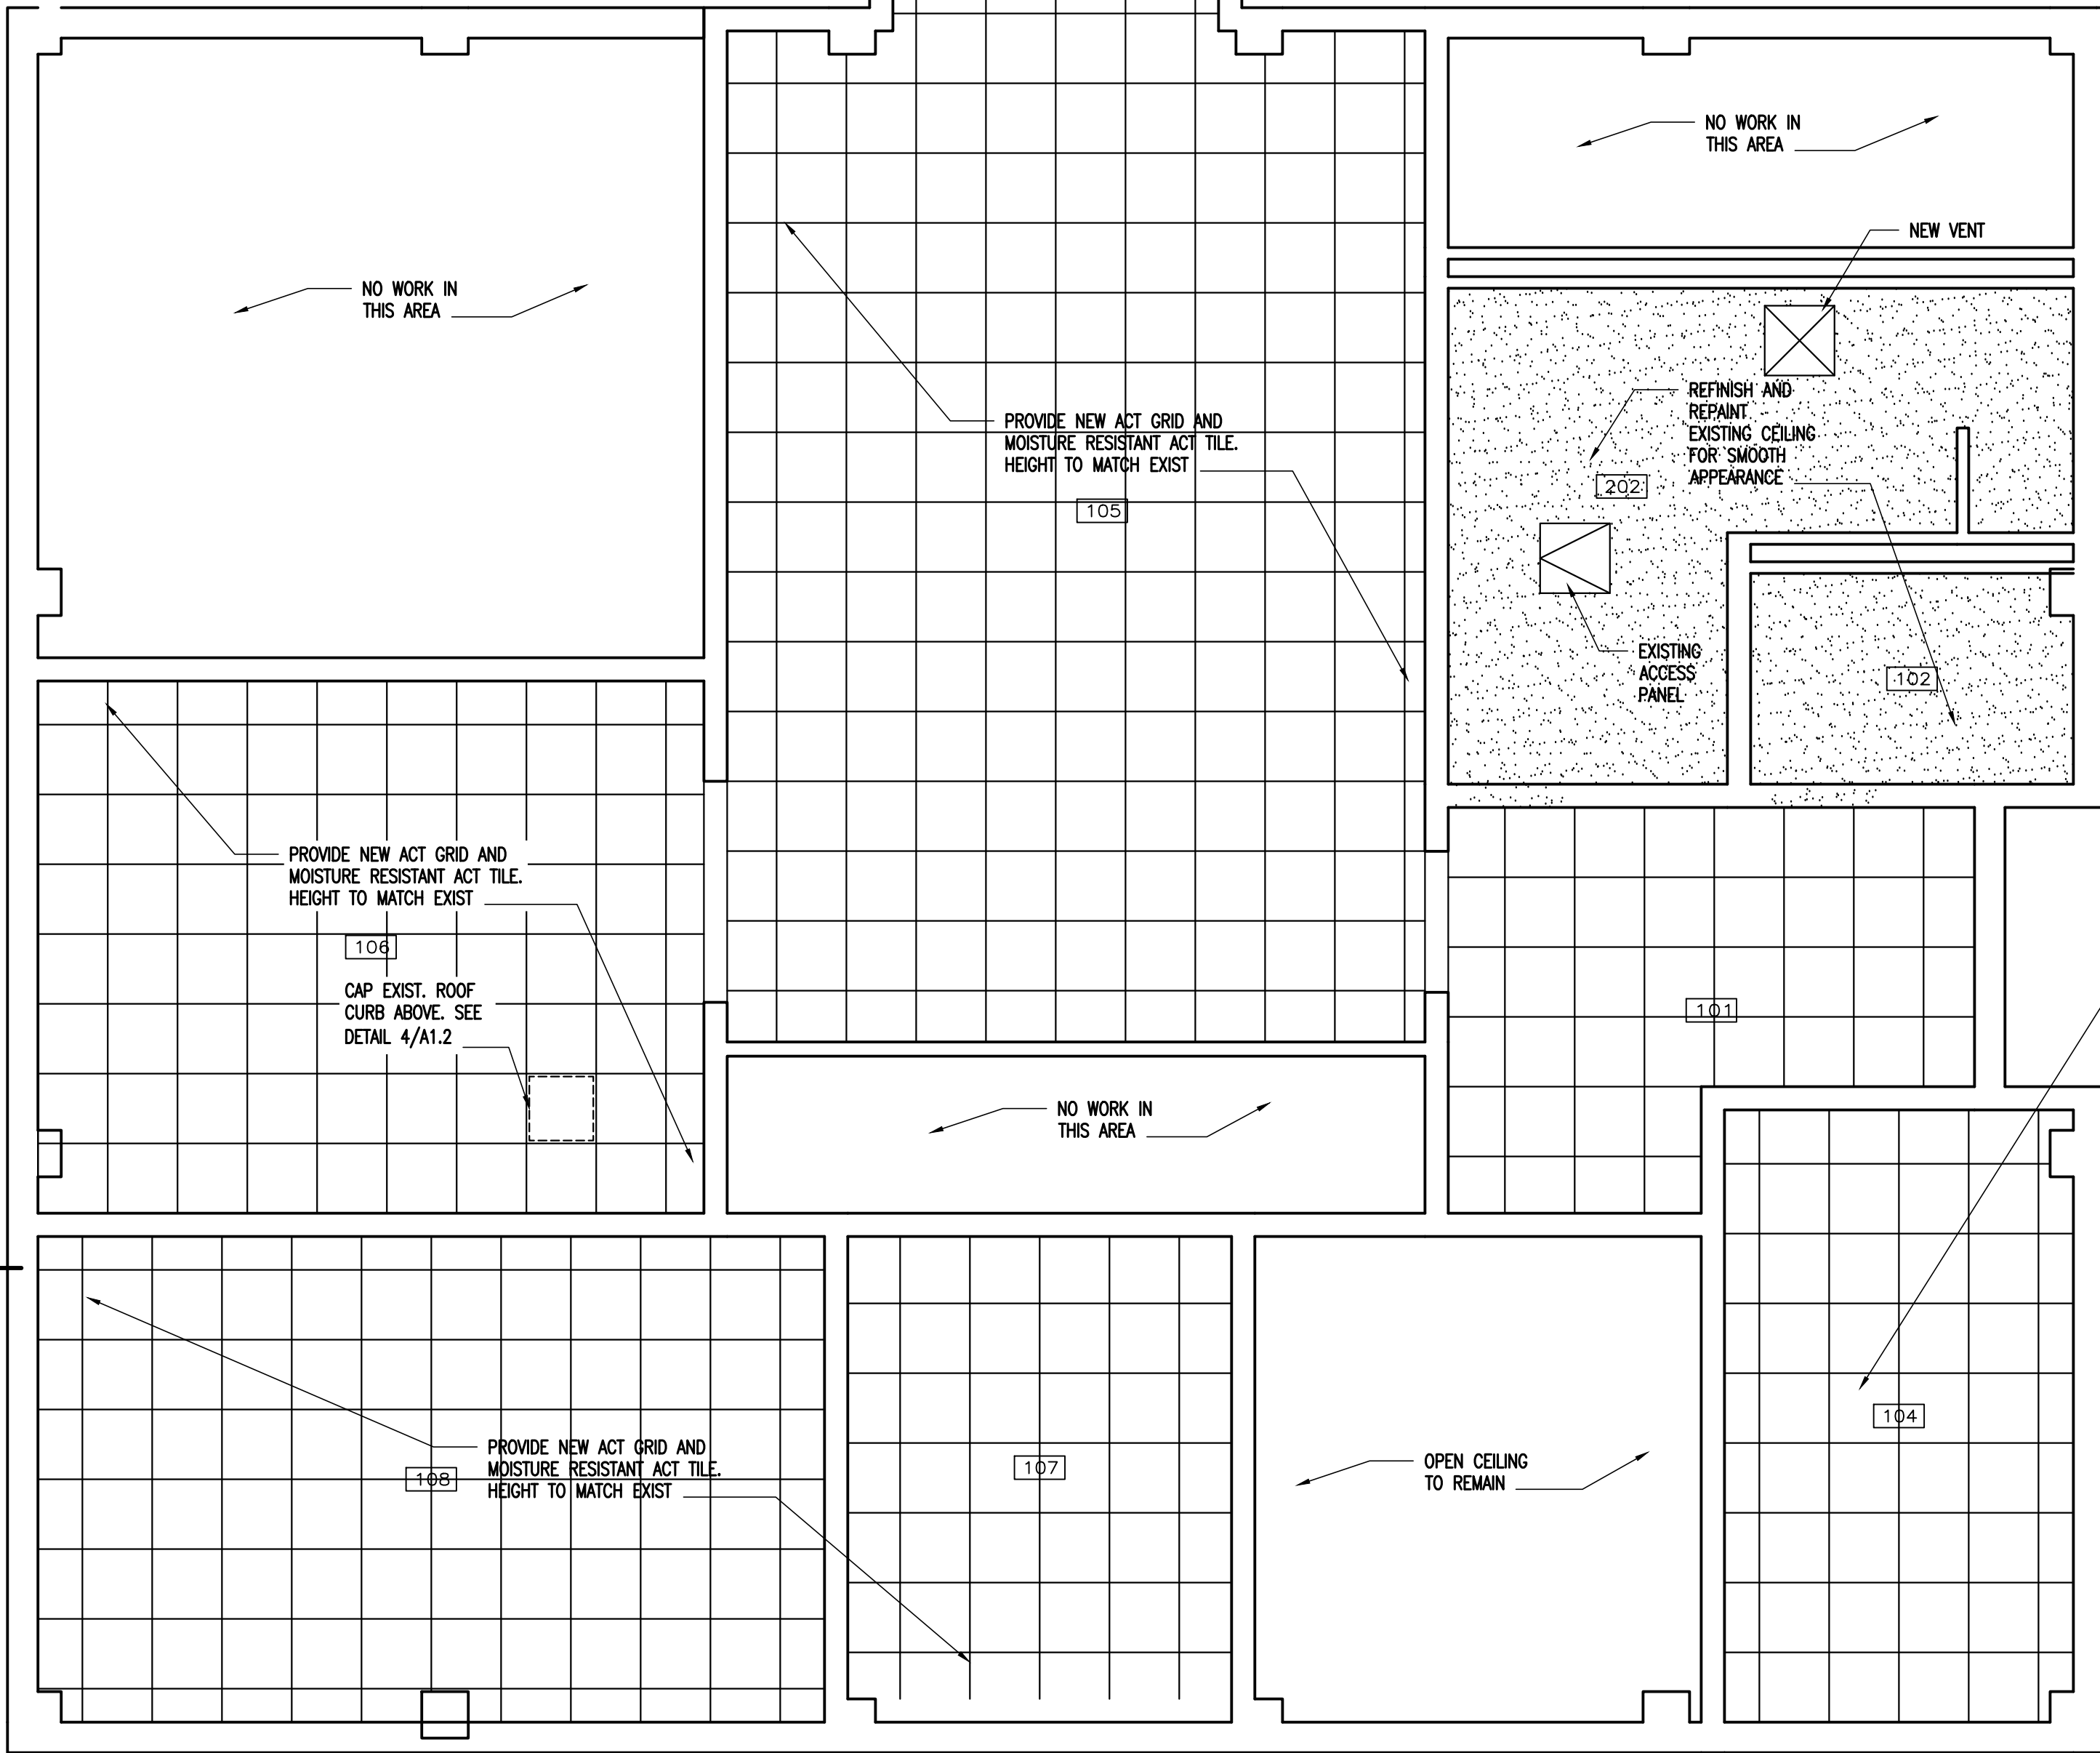 NO WORK IN
THIS AREA
NEW VENT
NO WORK IN
THIS AREA
REFINISH AND
REPAINT
EXISTING CEILING
FOR SMOOTH
APPEARANCE
PROVIDE NEW ACT GRID AND
MOISTURE RESISTANT ACT TILE.
HEIGHT TO MATCH EXIST
202
105
EXISTING
ACCESS
PANEL
102
PROVIDE NEW ACT GRID AND
MOISTURE RESISTANT ACT TILE.
HEIGHT TO MATCH EXIST
106
CAP EXIST. ROOF
CURB ABOVE. SEE
DETAIL 4/A1.2
101
NO WORK IN
THIS AREA
104
PROVIDE NEW ACT GRID AND
MOISTURE RESISTANT ACT TILE.
HEIGHT TO MATCH EXIST
108
107
OPEN CEILING
TO REMAIN